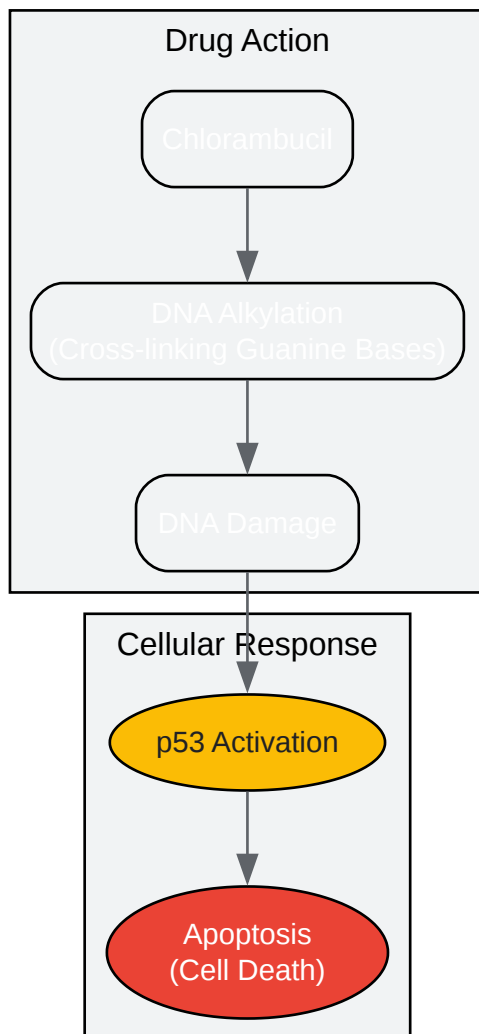 Drug Action
Chlorambucil
DNA Alkylation
(Cross-linking Guanine Bases)
DNA Damage
Cellular Response
p53 Activation
Apoptosis
(Cell Death)